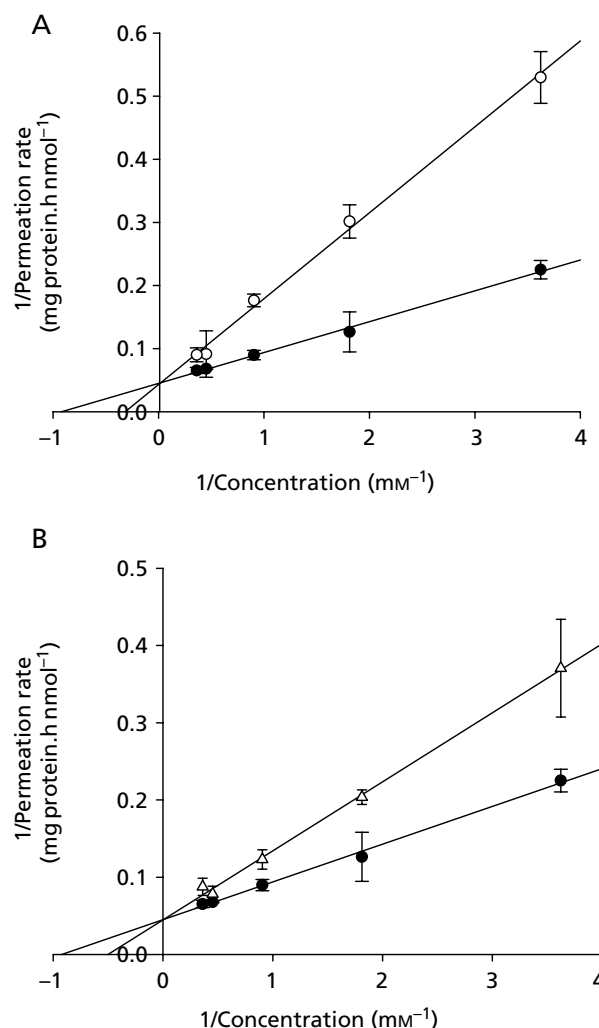 A
0.6
0.5
0.4
0.3
0.2
0.1
0.0
−1 0 1 2 3 4
1/Permeation rate
(mg protein.h nmol⁻¹)
1/Concentration (mM⁻¹)
B
0.5
0.4
0.3
0.2
0.1
0.0
−1 0 1 2 3 4
1/Permeation rate
(mg protein.h nmol⁻¹)
1/Concentration (mM⁻¹)